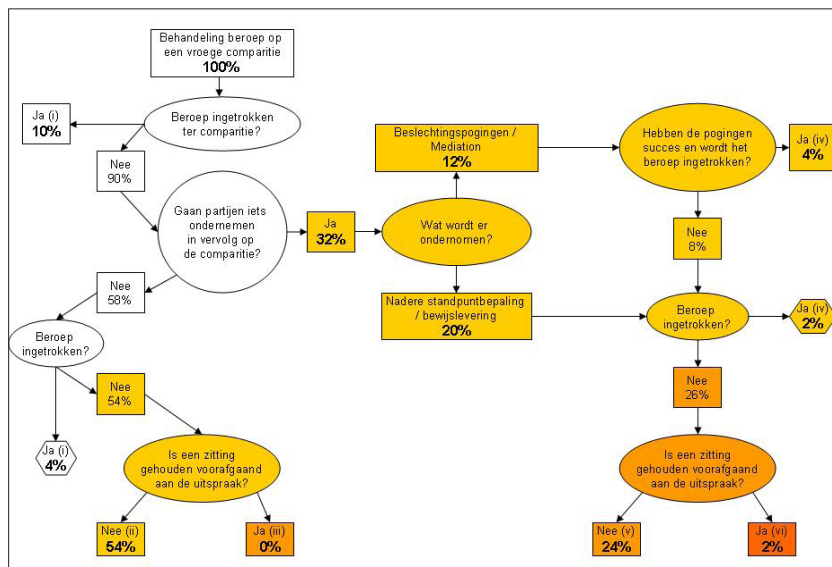 Behandeling beroep op
een vroege comparitie
100%
Beroep ingetrokken
ter comparitie?
Ja (i)
10%
Nee
90%
Gaan partijen iets
ondernemen
in vervolg op
de comparitie?
Ja
32%
Wat wordt er
ondernomen?
Beslechtingspogingen /
Mediation
12%
Hebben de pogingen
succes en wordt het
beroep ingetrokken?
Ja (iv)
4%
Nee
8%
Nadere standpuntbepaling
/ bewijslevering
20%
Beroep
ingetrokken?
Ja (iv)
2%
Nee
26%
Is een zitting
gehouden voorafgaand
aan de uitspraak?
Nee (v)
24%
Ja (vi)
2%
Nee
58%
Beroep
ingetrokken?
Ja (i)
4%
Nee
54%
Is een zitting
gehouden voorafgaand
aan de uitspraak?
Nee (ii)
54%
Ja (iii)
0%